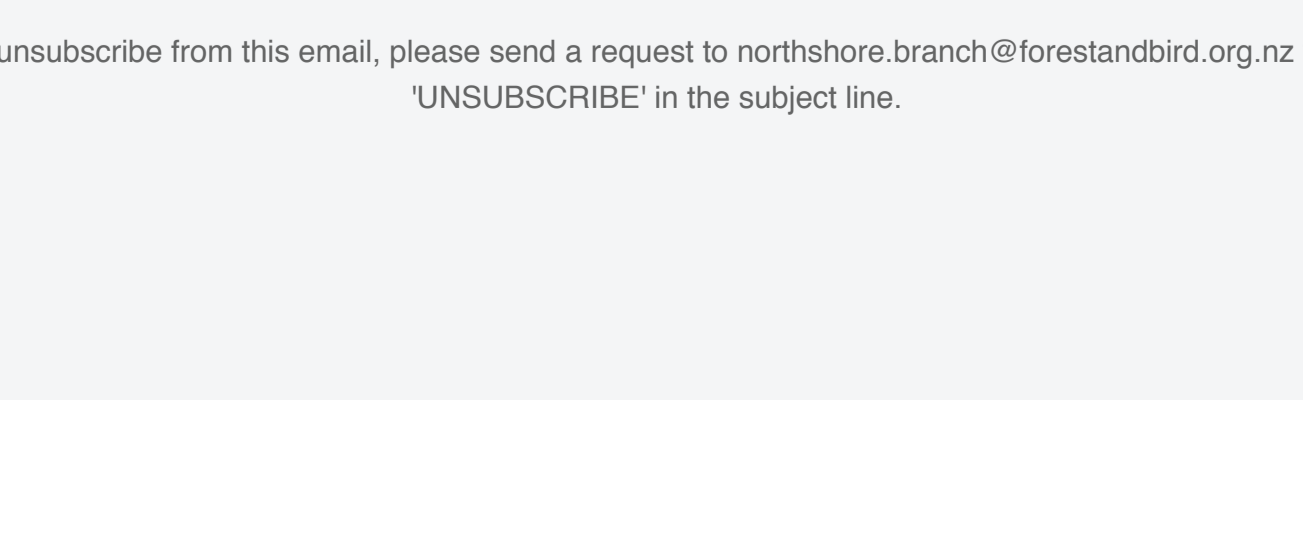 unsubscribe from this email, please send a request to northshore.branch@forestandbird.org.nz
'UNSUBSCRIBE' in the subject line.